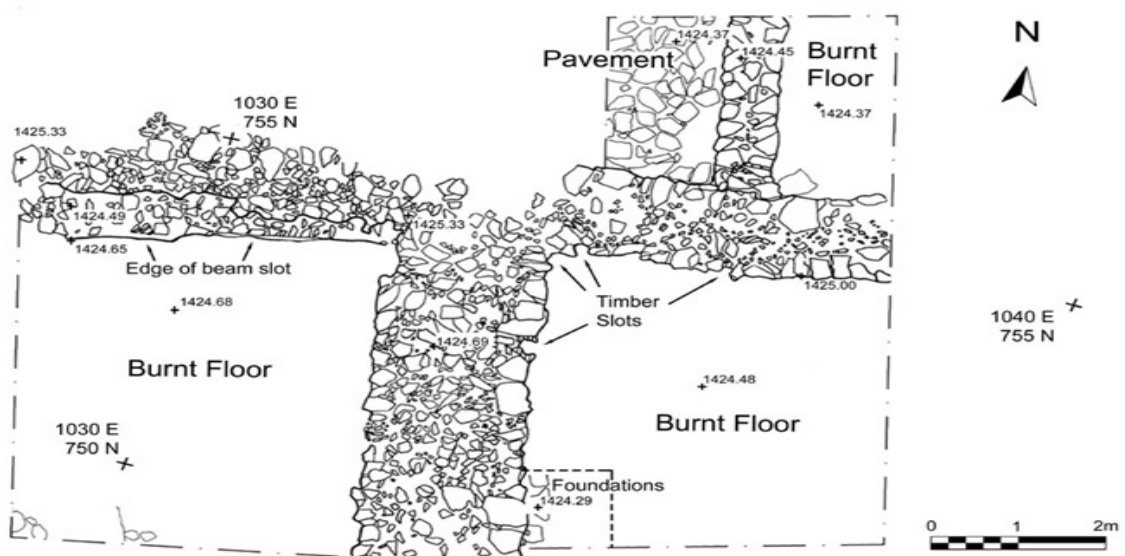 N
1424.37
1424.45
Pavement
Burnt
Floor
1424.37
1030 E
755 N
1425.33
1424.49
1425.33
1424.65
Edge of beam slot
1425.00
Timber
Slots
1040 E
755 N
1424.68
1424.69
Burnt Floor
1424.48
Burnt Floor
1030 E
750 N
Foundations
1424.29
0 1 2m